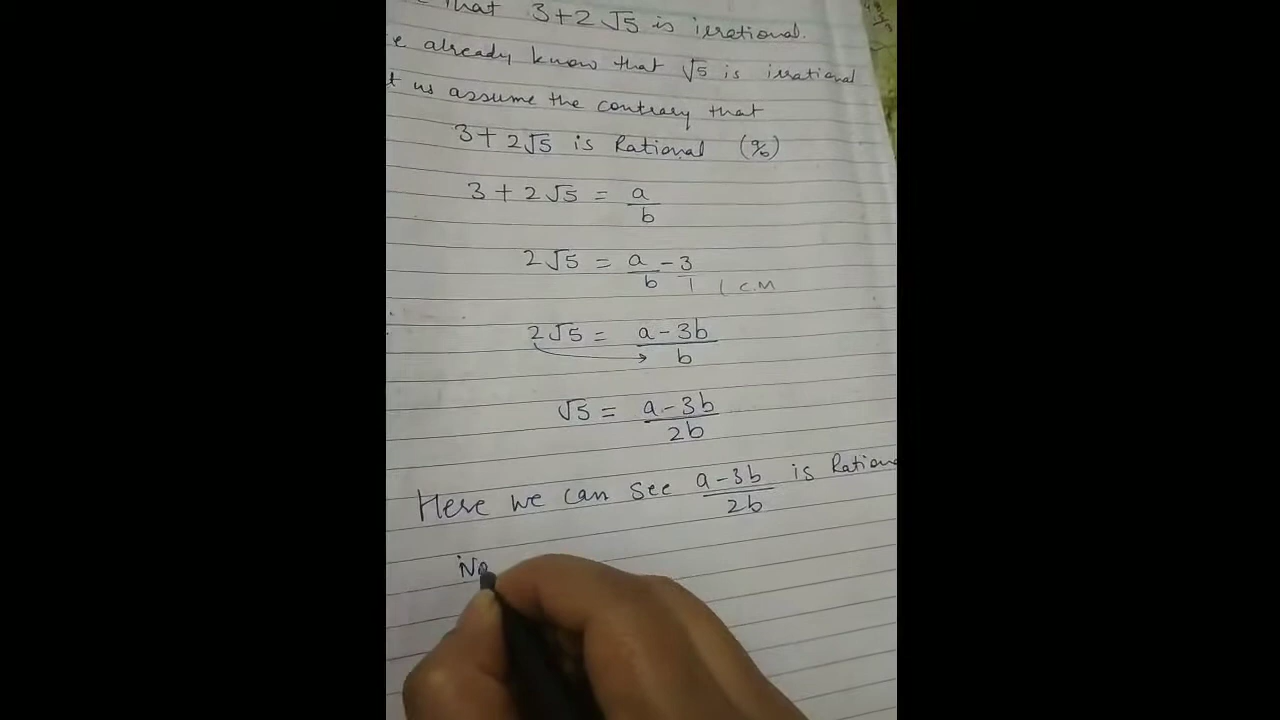 that 3+2√5 is irrational.
already know that √5 is irrational
us assume the contrary that
3+2√5 is Rational (a/b)
3 + 2√5 = a/b
2√5 = a/b - 3/1 L C.M
2√5 = a-3b/b
√5 = a-3b/2b
Here we can see a-3b/2b is